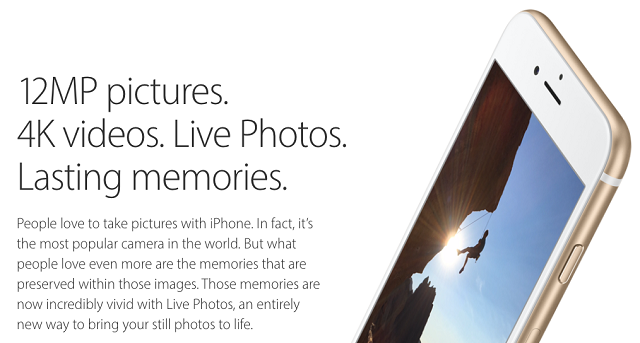 12MP pictures.
4K videos. Live Photos.
Lasting memories.
People love to take pictures with iPhone. In fact, it's
the most popular camera in the world. But what
people love even more are the memories that are
preserved within those images. Those memories are
now incredibly vivid with Live Photos, an entirely
new way to bring your still photos to life.